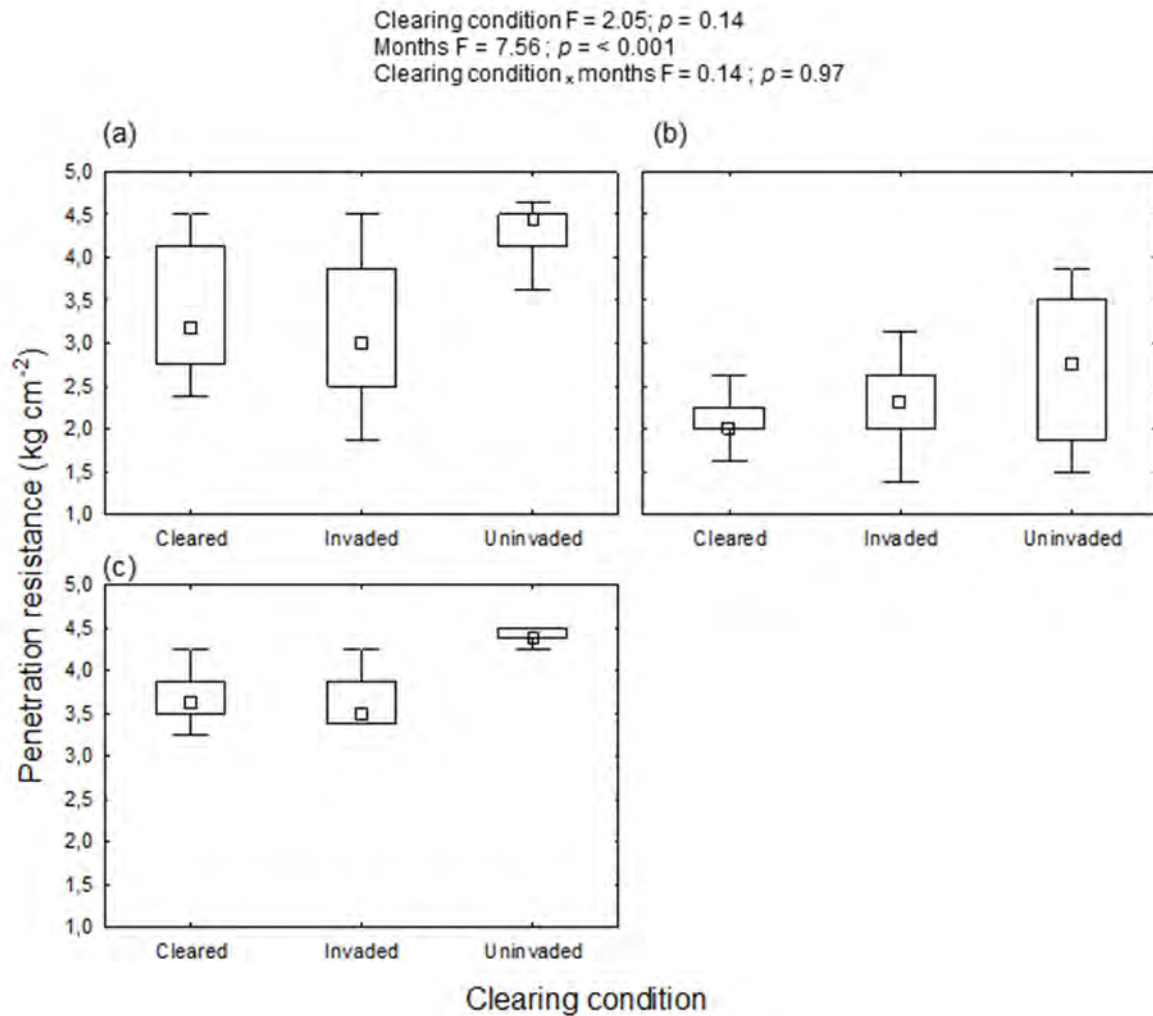 Clearing condition F = 2.05; p = 0.14
Months F = 7.56 ; p = < 0.001
Clearing condition x months F = 0.14 ; p = 0.97
(a)
(b)
5,0
4,5
4,0
3,5
3,0
2,5
2,0
1,5
1,0
Cleared Invaded Uninvaded
Cleared Invaded Uninvaded
(c)
5,0
4,5
4,0
3,5
3,0
2,5
2,0
1,5
1,0
Cleared Invaded Uninvaded
Penetration resistance (kg cm⁻²)
Clearing condition